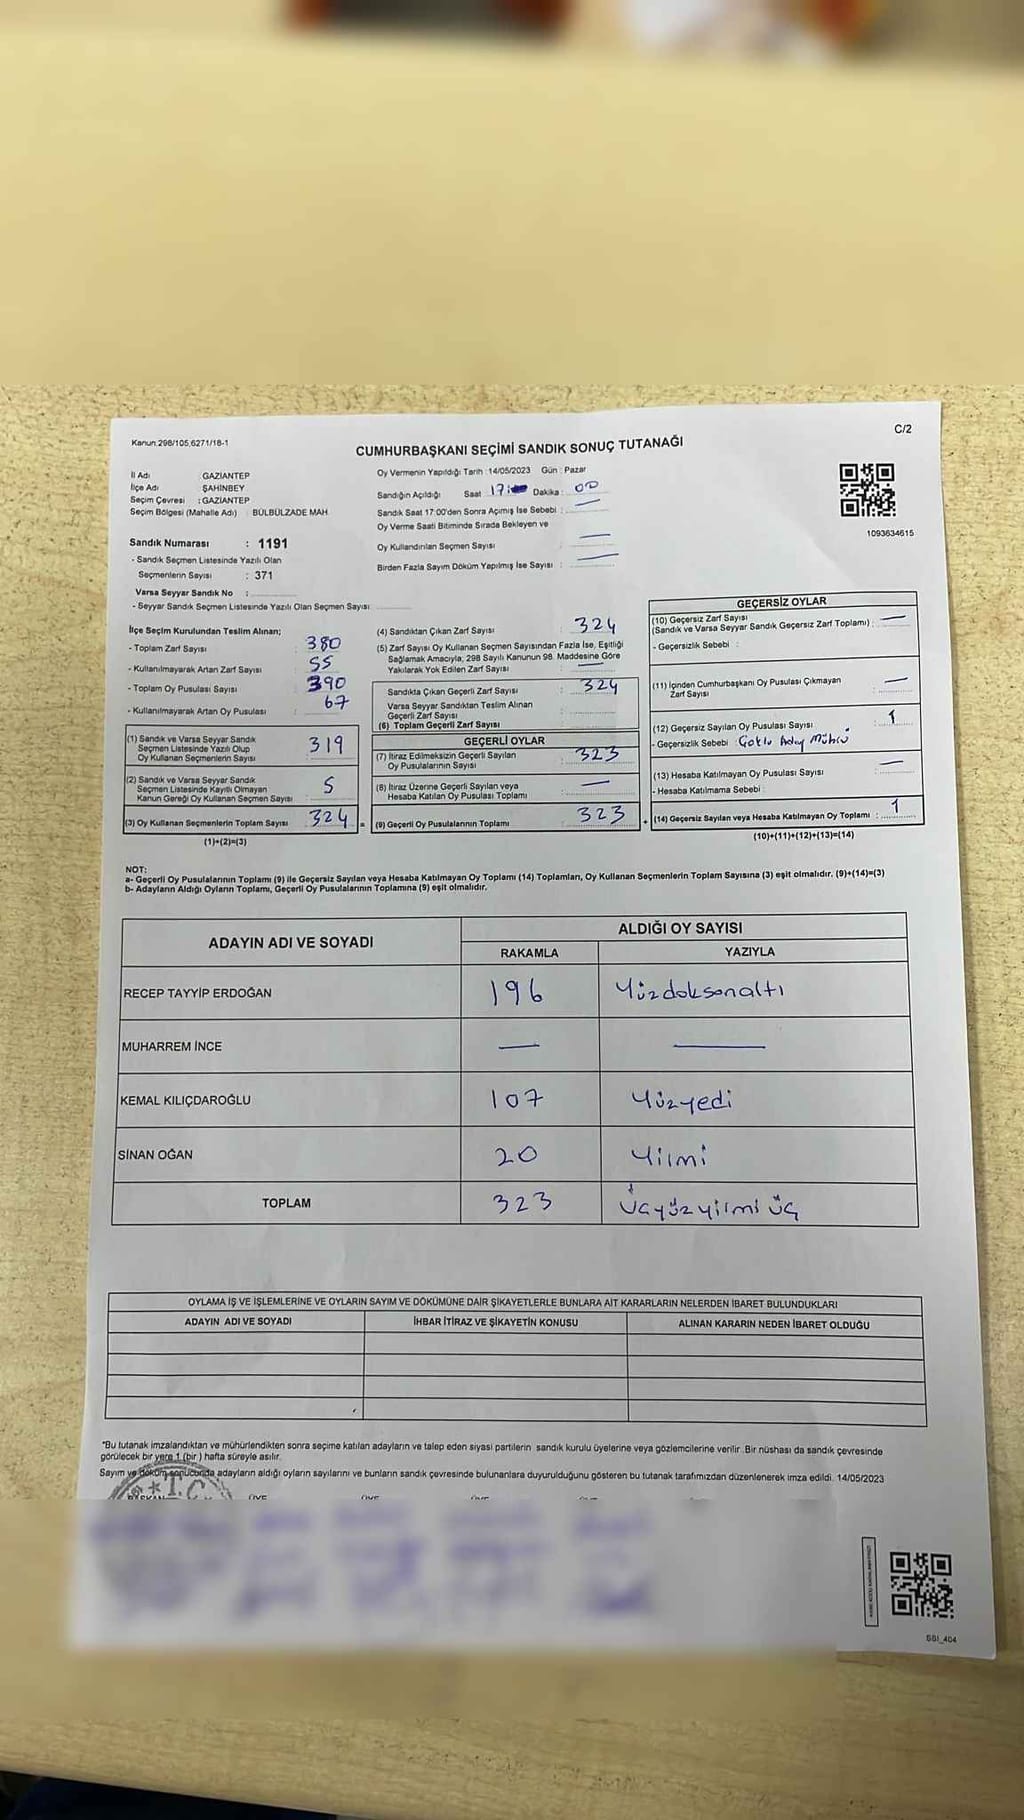 Kanun.298/105,6271/18-1
C/2
CUMHURBAŞKANI SEÇİMİ SANDIK SONUÇ TUTANAĞI
İl Adı : GAZİANTEP
İlçe Adı : ŞAHİNBEY
Seçim Çevresi : GAZİANTEP
Seçim Bölgesi (Mahalle Adı) : BÜLBÜLZADE MAH.
Oy Vermenin Yapıldığı Tarih : 14/05/2023 Gün : Pazar
Sandığın Açıldığı Saat 17: Dakika : 00
Sandık Saat 17:00'den Sonra Açımış İse Sebebi : —
Oy Verme Saati Bitiminde Sırada Bekleyen ve
Oy Kullandırılan Seçmen Sayısı : —
Birden Fazla Sayım Döküm Yapılmış İse Sayısı : —
1093634615
Sandık Numarası : 1191
- Sandık Seçmen Listesinde Yazılı Olan
Seçmenlerin Sayısı : 371
Varsa Seyyar Sandık No :
- Seyyar Sandık Seçmen Listesinde Yazılı Olan Seçmen Sayısı:
İlçe Seçim Kurulundan Teslim Alınan;
- Toplam Zarf Sayısı : 380
- Kullanılmayarak Artan Zarf Sayısı : 55
- Toplam Oy Pusulası Sayısı : 390
- Kullanılmayarak Artan Oy Pusulası : 67
(1) Sandık ve Varsa Seyyar Sandık
Seçmen Listesinde Yazılı Olup
Oy Kullanan Seçmenlerin Sayısı : 319
(2) Sandık ve Varsa Seyyar Sandık
Seçmen Listesinde Kayıtlı Olmayan
Kanun Gereği Oy Kullanan Seçmen Sayısı : 5
(3) Oy Kullanan Seçmenlerin Toplam Sayısı : 324 =
(1)+(2)=(3)
(4) Sandıktan Çıkan Zarf Sayısı : 324
(5) Zarf Sayısı Oy Kullanan Seçmen Sayısından Fazla İse, Eşitliği
Sağlamak Amacıyla, 298 Sayılı Kanunun 98. Maddesine Göre
Yakılarak Yok Edilen Zarf Sayısı : —
Sandıkta Çıkan Geçerli Zarf Sayısı : 324
Varsa Seyyar Sandıktan Teslim Alınan
Geçerli Zarf Sayısı :
(6) Toplam Geçerli Zarf Sayısı :
GEÇERLİ OYLAR
(7) İtiraz Edilmeksizin Geçerli Sayılan
Oy Pusulalarının Sayısı : 323
(8) İtiraz Üzerine Geçerli Sayılan veya
Hesaba Katılan Oy Pusulası Toplamı : —
(9) Geçerli Oy Pusulalarının Toplamı : 323 +
GEÇERSİZ OYLAR
(10) Geçersiz Zarf Sayısı
(Sandık ve Varsa Seyyar Sandık Geçersiz Zarf Toplamı) : —
- Geçersizlik Sebebi :
(11) İçinden Cumhurbaşkanı Oy Pusulası Çıkmayan
Zarf Sayısı : —
(12) Geçersiz Sayılan Oy Pusulası Sayısı : 1
- Geçersizlik Sebebi : Çoklu Aday Mührü
(13) Hesaba Katılmayan Oy Pusulası Sayısı : —
- Hesaba Katılmama Sebebi :
(14) Geçersiz Sayılan veya Hesaba Katılmayan Oy Toplamı : 1
(10)+(11)+(12)+(13)=(14)
NOT:
a- Geçerli Oy Pusulalarının Toplamı (9) ile Geçersiz Sayılan veya Hesaba Katılmayan Oy Toplamı (14) Toplamları, Oy Kullanan Seçmenlerin Toplam Sayısına (3) eşit olmalıdır. (9)+(14)=(3)
b- Adayların Aldığı Oyların Toplamı, Geçerli Oy Pusulalarının Toplamına (9) eşit olmalıdır.
ADAYIN ADI VE SOYADI ALDIĞI OY SAYISI
RAKAMLA YAZIYLA
RECEP TAYYİP ERDOĞAN 196 Yüzdoksanaltı
MUHARREM İNCE — —
KEMAL KILIÇDAROĞLU 107 Yüzyedi
SİNAN OĞAN 20 Yirmi
TOPLAM 323 Üçyüzyirmi üç
OYLAMA İŞ VE İŞLEMLERİNE VE OYLARIN SAYIM VE DÖKÜMÜNE DAİR ŞİKAYETLERLE BUNLARA AİT KARARLARIN NELERDEN İBARET BULUNDUKLARI
ADAYIN ADI VE SOYADI İHBAR İTİRAZ VE ŞİKAYETİN KONUSU ALINAN KARARIN NEDEN İBARET OLDUĞU
*Bu tutanak imzalandıktan ve mühürlendikten sonra seçime katılan adayların ve talep eden siyasi partilerin sandık kurulu üyelerine veya gözlemcilerine verilir. Bir nüshası da sandık çevresinde
görülecek bir yere 1 (bir ) hafta süreyle asılır.
Sayım ve döküm sonucunda adayların aldığı oyların sayılarını ve bunların sandık çevresinde bulunanlara duyurulduğunu gösteren bu tutanak tarafımızdan düzenlenerek imza edildi. 14/05/2023
T.C.
BAŞKAN ÜYE ÜYE ÜYE ÜYE
SSI_404